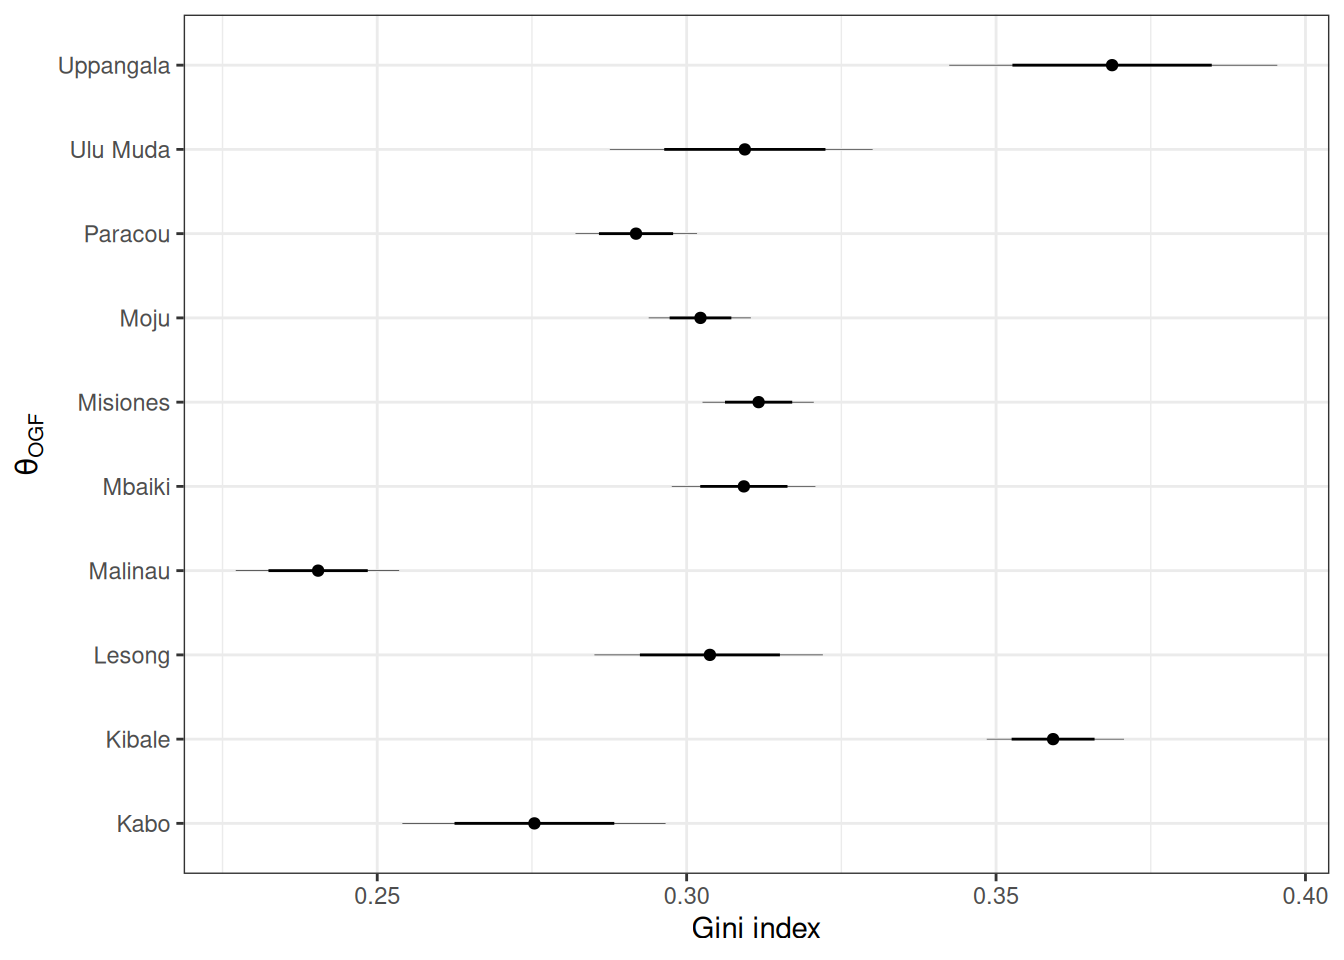 Uppangala
Ulu Muda
Paracou
Moju
Misiones
Mbaiki
Malinau
Lesong
Kibale
Kabo
θOGF
0.25 0.30 0.35 0.40
Gini index